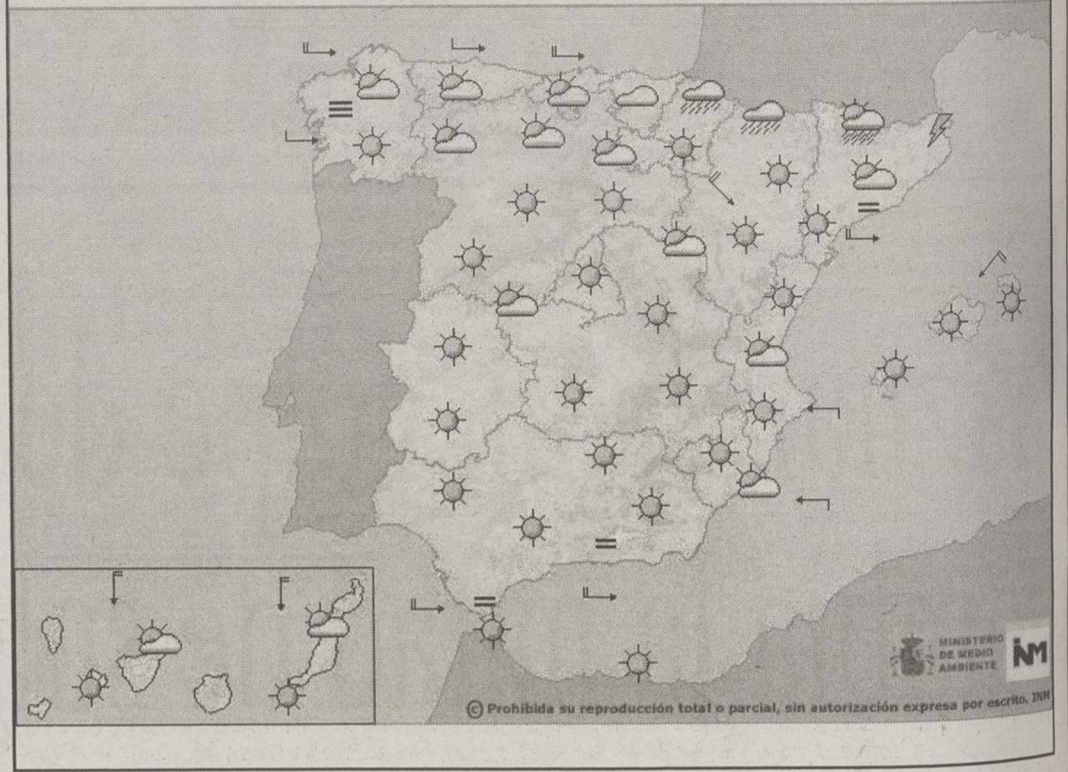 MINISTERIO
DE MEDIO
AMBIENTE
INM
© Prohibida su reproducción total o parcial, sin autorización expresa por escrito. INM